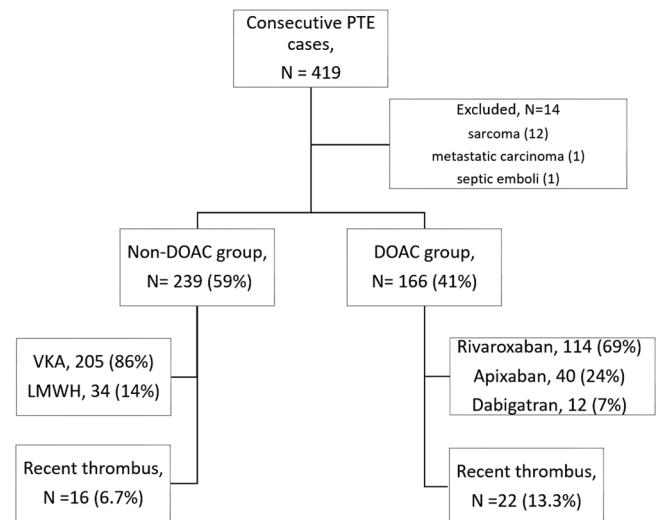 Consecutive PTE
cases,
N = 419
Excluded, N=14
sarcoma (12)
metastatic carcinoma (1)
septic emboli (1)
Non-DOAC group,
N= 239 (59%)
DOAC group,
N= 166 (41%)
VKA, 205 (86%)
LMWH, 34 (14%)
Rivaroxaban, 114 (69%)
Apixaban, 40 (24%)
Dabigatran, 12 (7%)
Recent thrombus,
N =16 (6.7%)
Recent thrombus,
N =22 (13.3%)